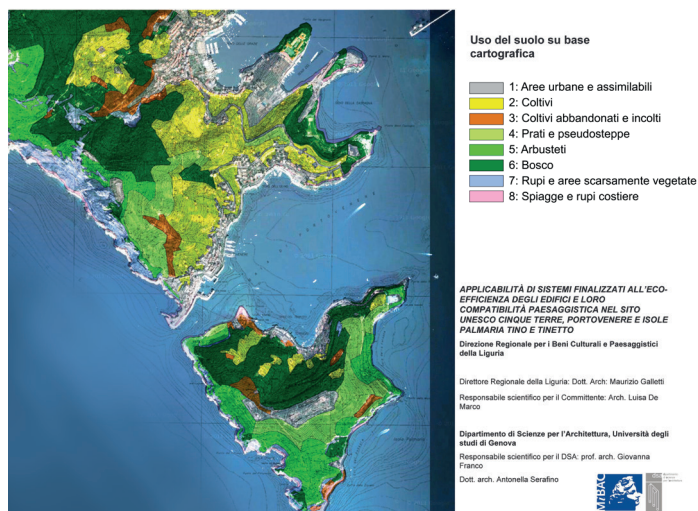 Uso del suolo su base
cartografica
1: Aree urbane e assimilabili
2: Coltivi
3: Coltivi abbandonati e incolti
4: Prati e pseudosteppe
5: Arbusteti
6: Bosco
7: Rupi e aree scarsamente vegetate
8: Spiagge e rupi costiere
APPLICABILITÀ DI SISTEMI FINALIZZATI ALL'ECO-
EFFICIENZA DEGLI EDIFICI E LORO
COMPATIBILITÀ PAESAGGISTICA NEL SITO
UNESCO CINQUE TERRE, PORTOVENERE E ISOLE
PALMARIA TINO E TINETTO
Direzione Regionale per i Beni Culturali e Paesaggistici
della Liguria
Direttore Regionale della Liguria: Dott. Arch: Maurizio Galletti
Responsabile scientifico per il Committente: Arch. Luisa De
Marco
Dipartimento di Scienze per l'Architettura, Università degli
studi di Genova
Responsabile scientifico per il DSA: prof. arch. Giovanna
Franco
Dott. arch. Antonella Serafino
MIBAC